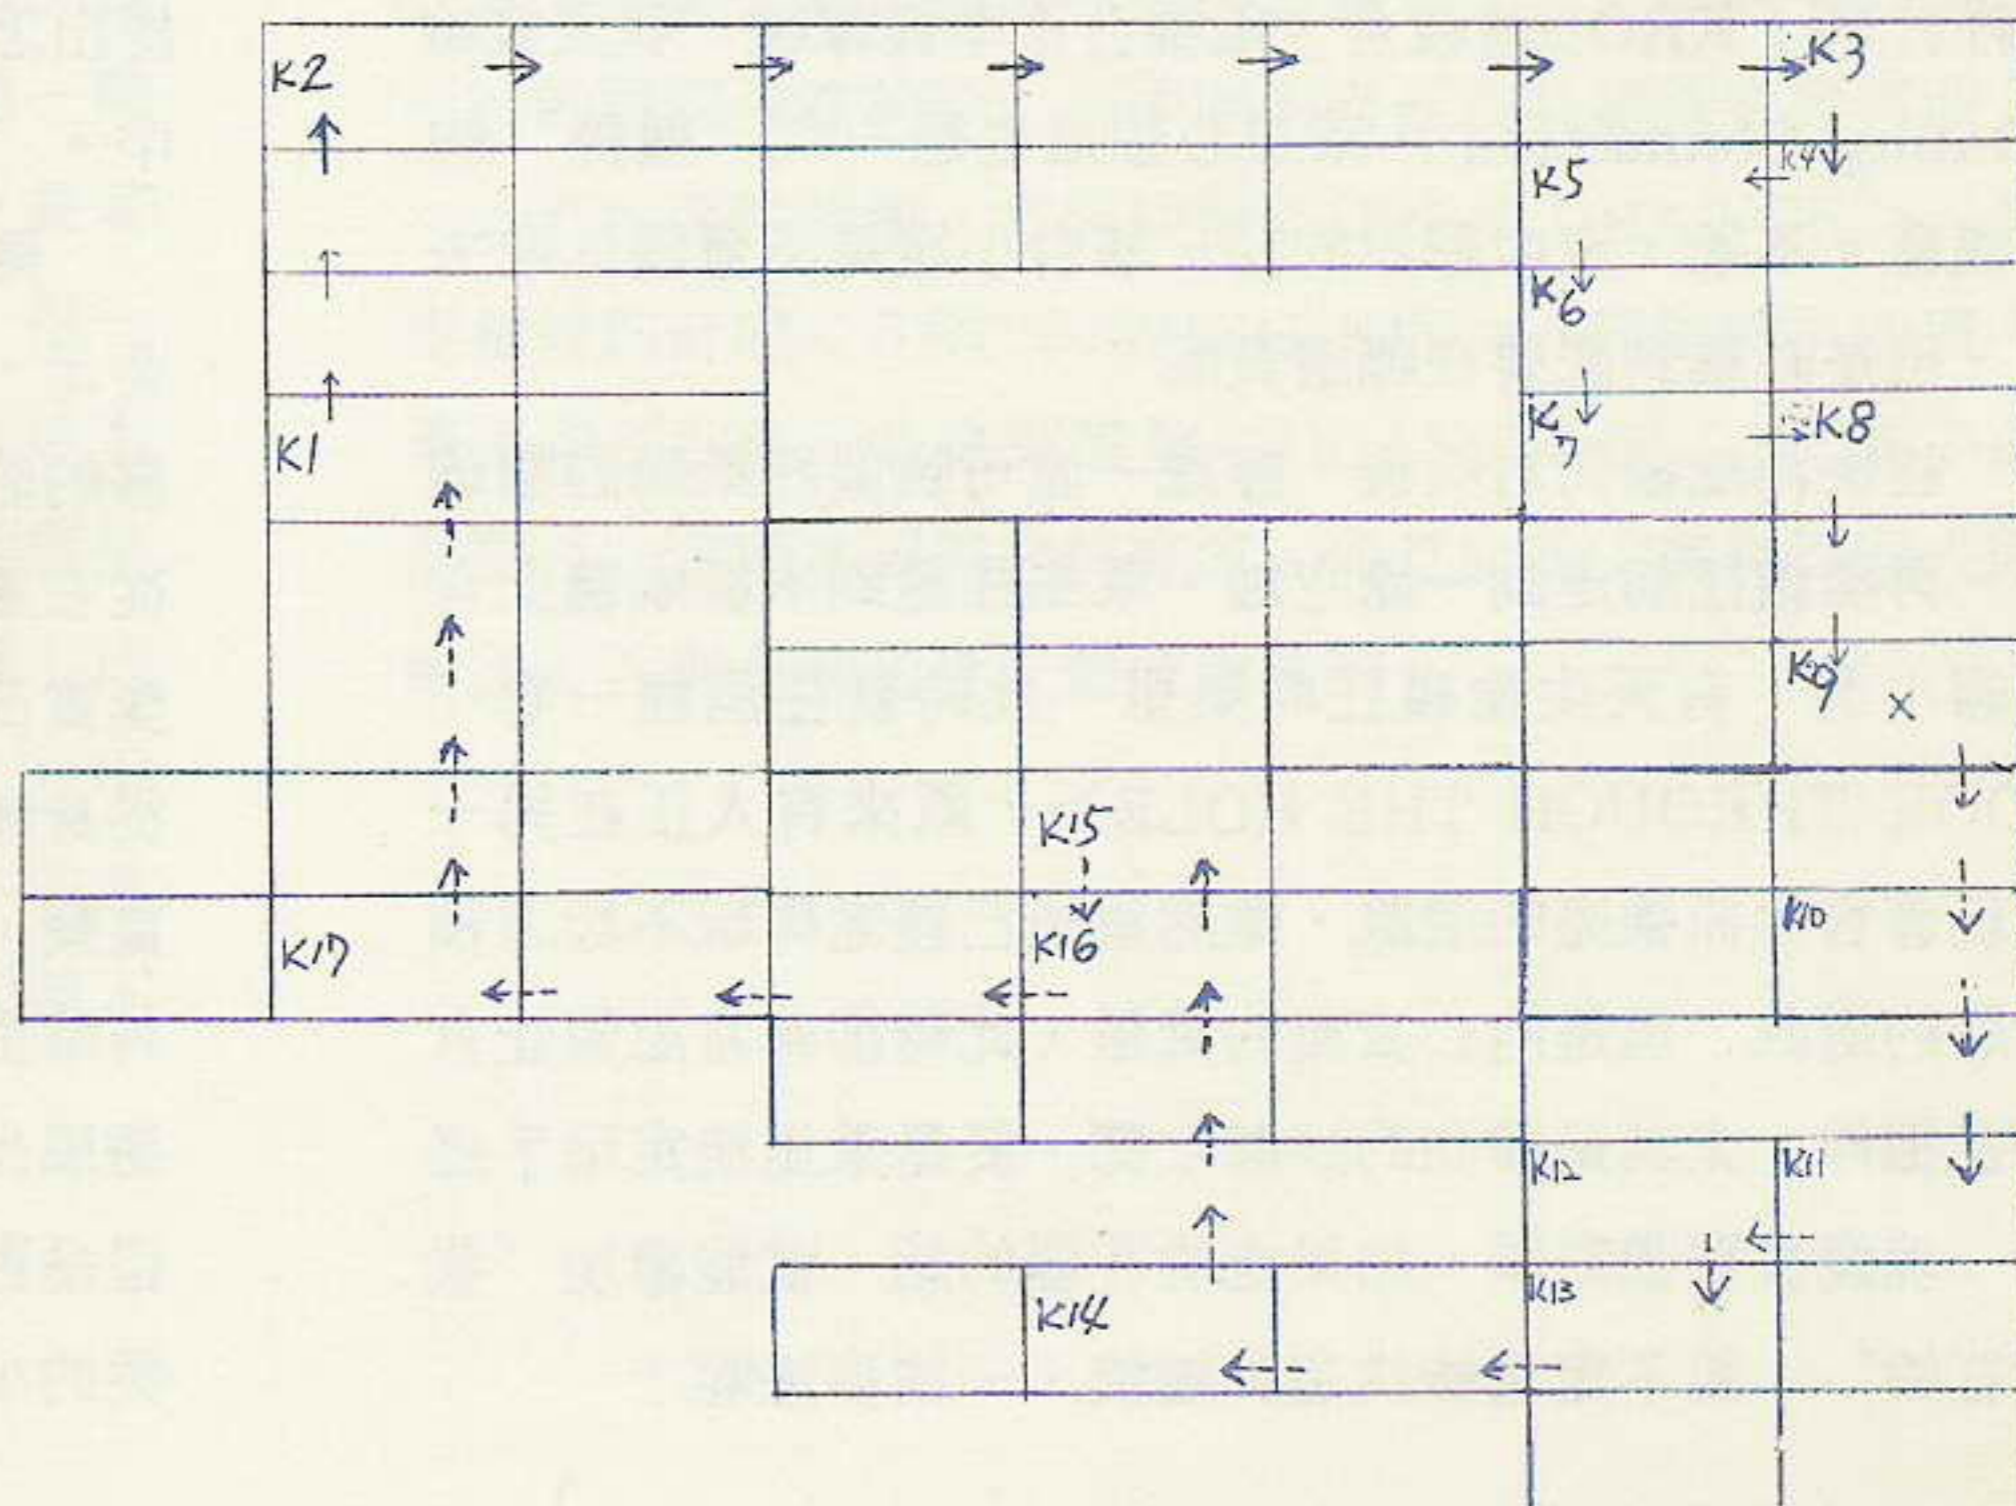 K2 → → → → → → K3
↑ ↓
K5 ← K4
↑ ↓
K6
↑ ↓
K1 K7 → K8
↑ ↓
↑ ↓
K9 x
↑ ↓
K15
↑ ↓ ↑ ↓
K17 K16 K10
← ← ←
↑ ↓
↑ ↓
K12 K11
↑ ↓ ←
K14 K13
← ←